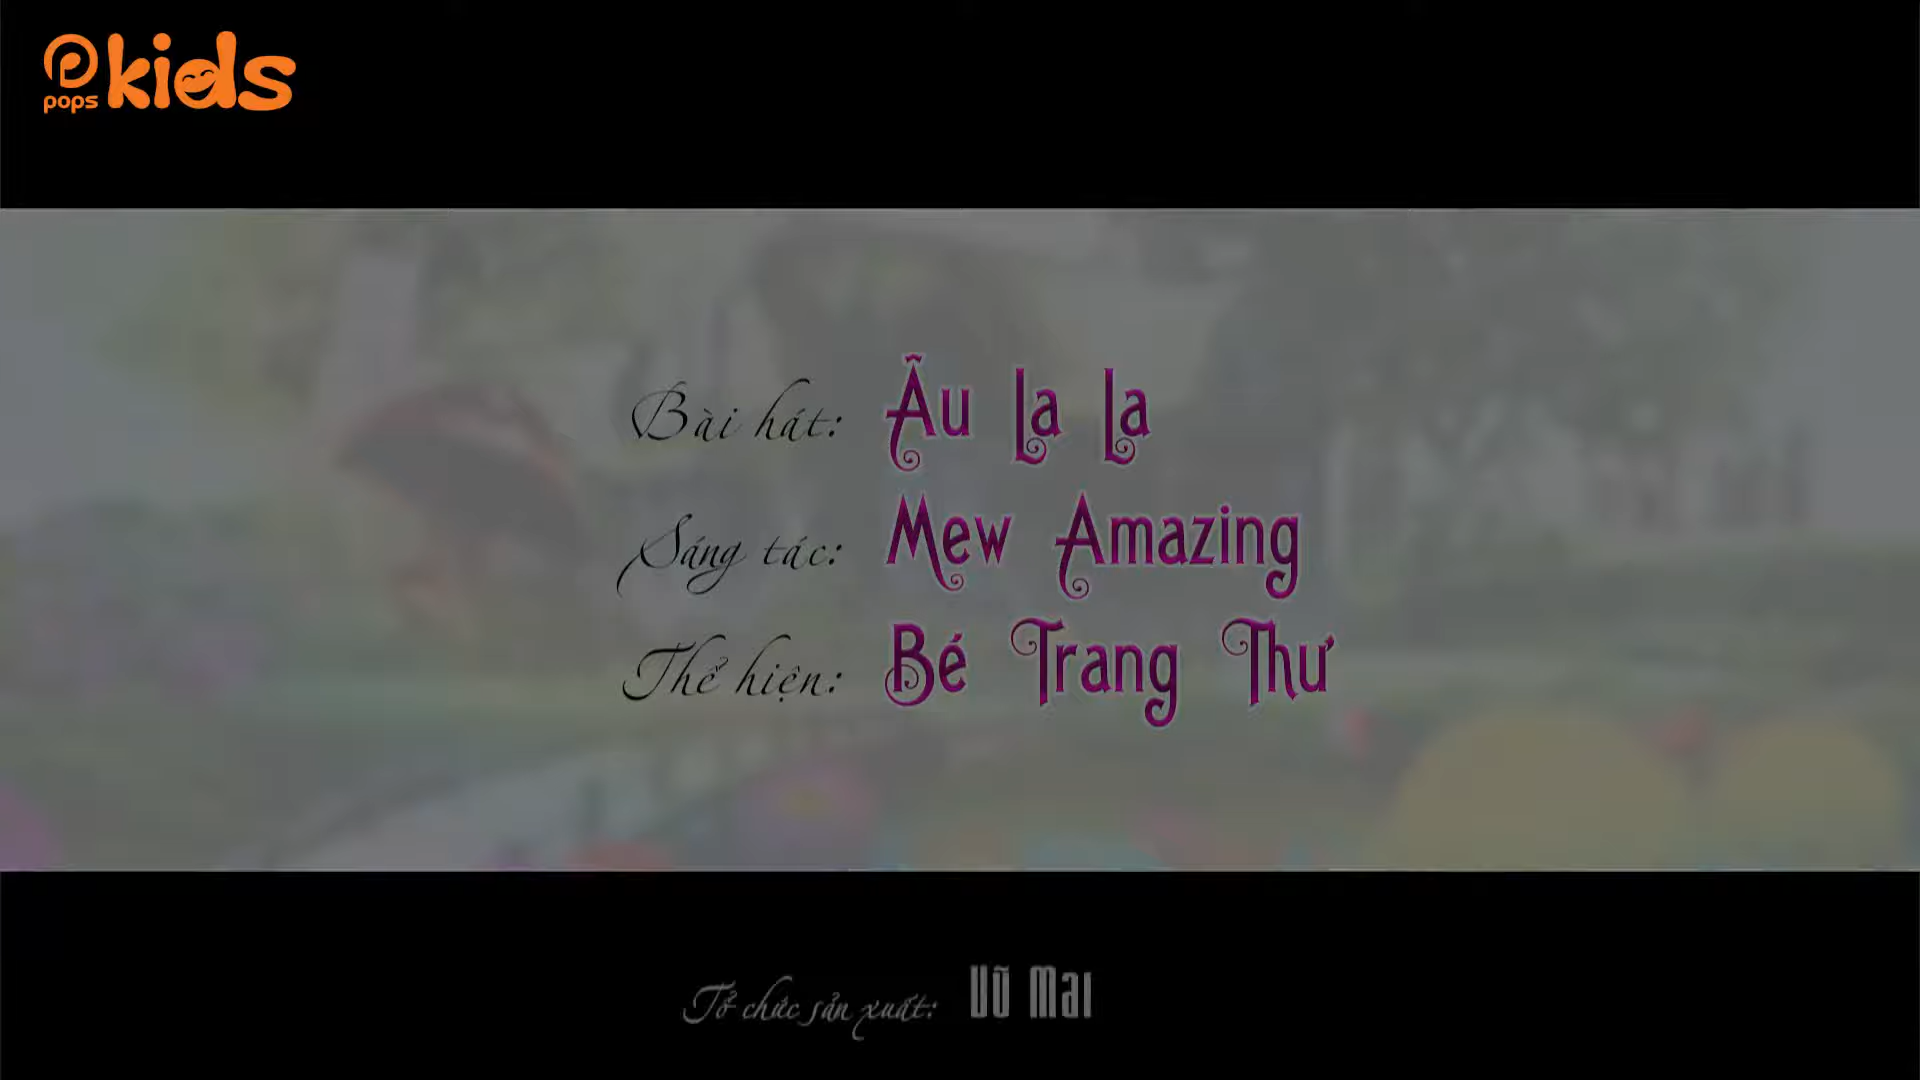 pops kids
Bài hát: Ãu La La
Sáng tác: Mew Amazing
Thể hiện: Bé Trang Thư
Tổ chức sản xuất: Vũ Mai